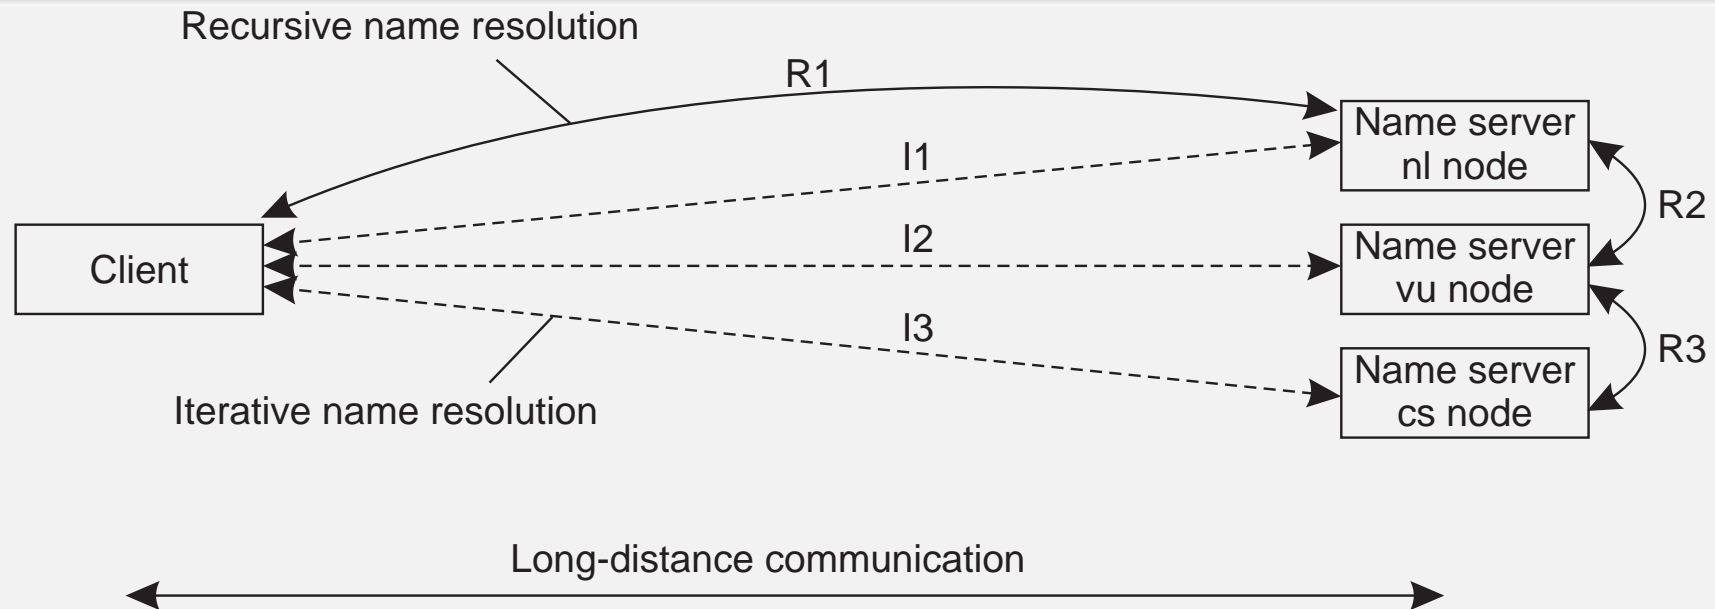 Recursive name resolution
R1
Name server
nl node
I1
R2
I2
Name server
vu node
Client
I3
R3
Name server
cs node
Iterative name resolution
Long-distance communication